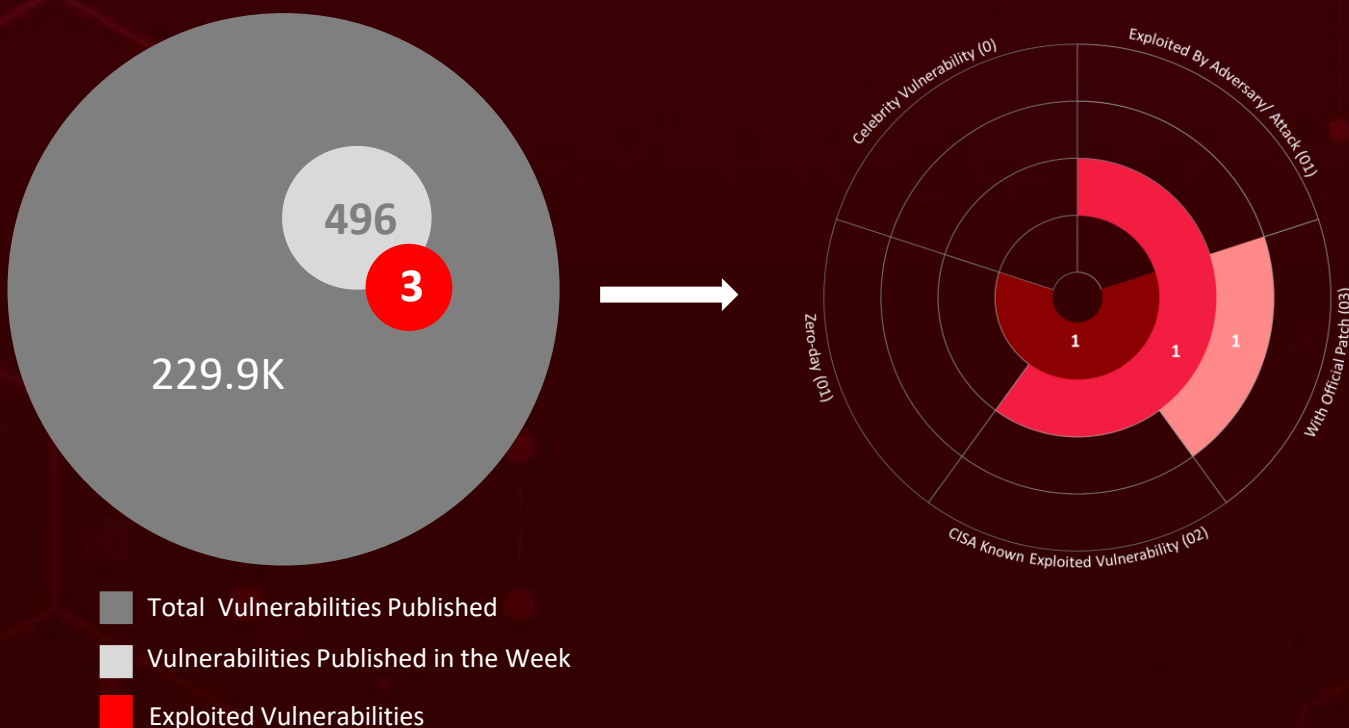 496
3
229.9K
Total Vulnerabilities Published
Vulnerabilities Published in the Week
Exploited Vulnerabilities
Celebrity Vulnerability (0)
Exploited By Adversary/ Attack (01)
With Official Patch (03)
CISA Known Exploited Vulnerability (02)
Zero-day (01)
1
1
1